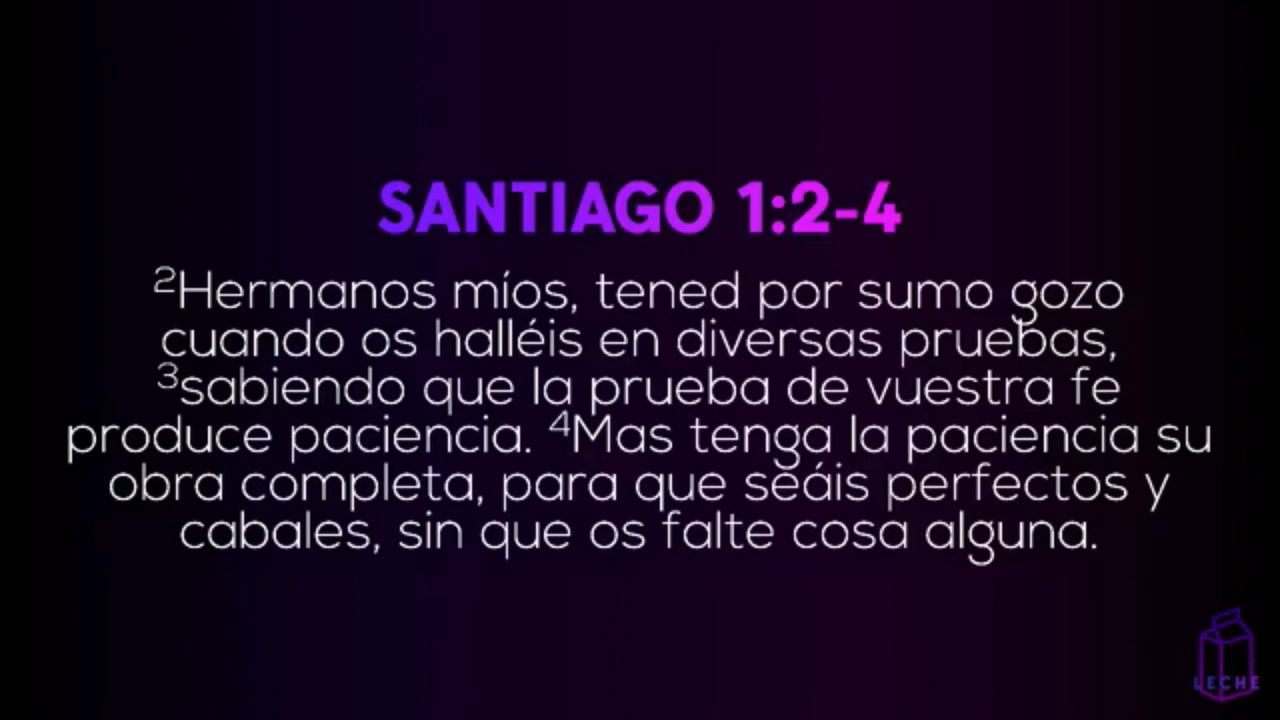 SANTIAGO 1:2-4
²Hermanos míos, tened por sumo gozo
cuando os halléis en diversas pruebas,
³sabiendo que la prueba de vuestra fe
produce paciencia. ⁴Mas tenga la paciencia su
obra completa, para que seáis perfectos y
cabales, sin que os falte cosa alguna.
LECHE